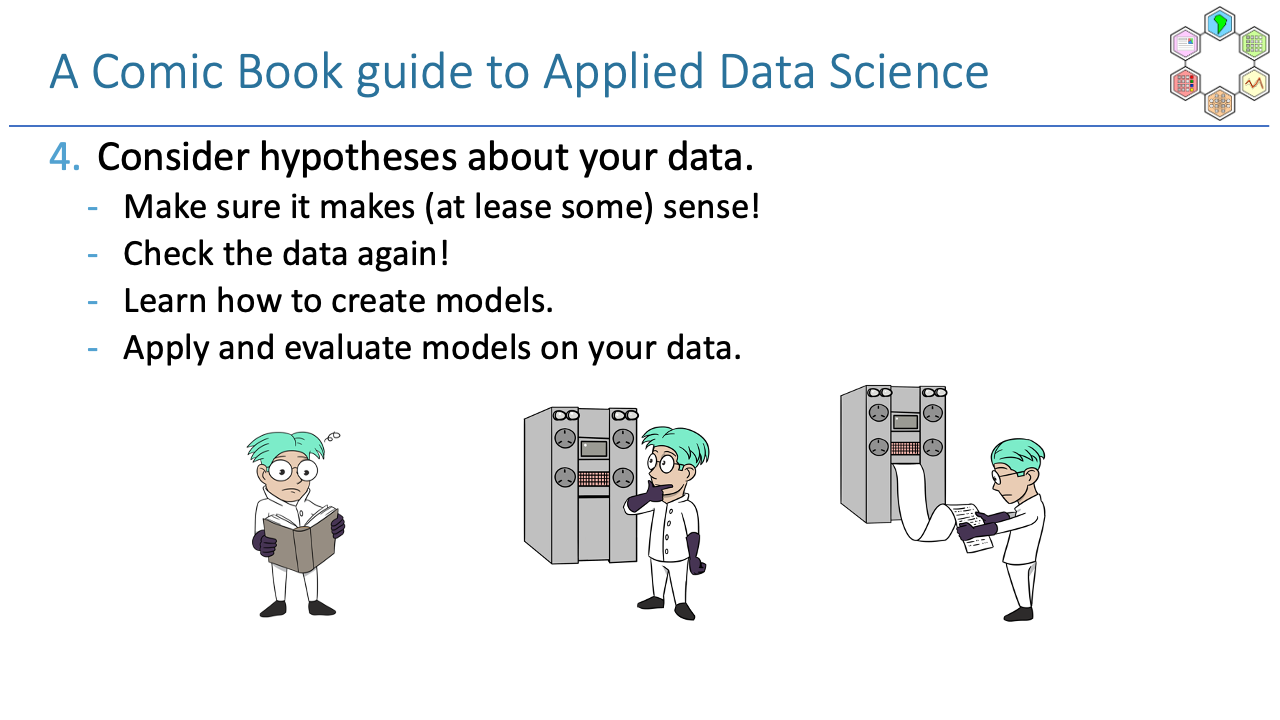 A Comic Book guide to Applied Data Science
4. Consider hypotheses about your data.
- Make sure it makes (at lease some) sense!
- Check the data again!
- Learn how to create models.
- Apply and evaluate models on your data.